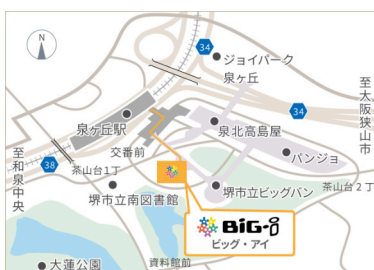 N
34
ジョイパーク
泉ヶ丘
至大阪狭山市
34
泉ヶ丘駅
泉北高島屋
38
交番前
パンジョ
至和泉中央
茶山台1丁
茶山台2丁
堺市立南図書館
堺市立ビッグバン
BiG-i
ビッグ・アイ
大蓮公園
資料館前